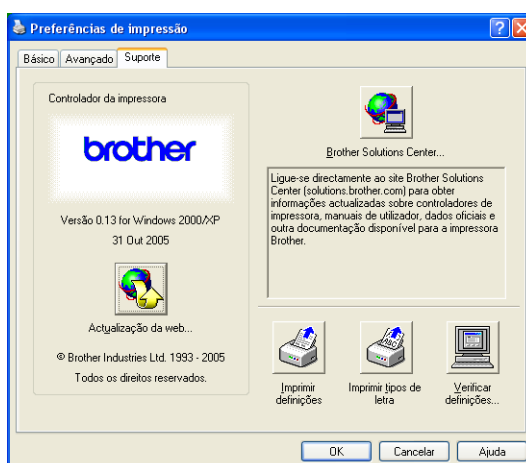 Preferências de impressão
Básico
Avançado
Suporte
Controlador da impressora
brother
Versão 0.13 for Windows 2000/XP
31 Out 2005
Actualização da web...
© Brother Industries Ltd. 1993 - 2005
Todos os direitos reservados.
Brother Solutions Center...
Ligue-se directamente ao site Brother Solutions
Center (solutions.brother.com) para obter
informações actualizadas sobre controladores de
impressora, manuais de utilizador, dados oficiais e
outra documentação disponível para a impressora
Brother.
Imprimir
definições
Imprimir tipos de
letra
Verificar
definições...
OK
Cancelar
Ajuda